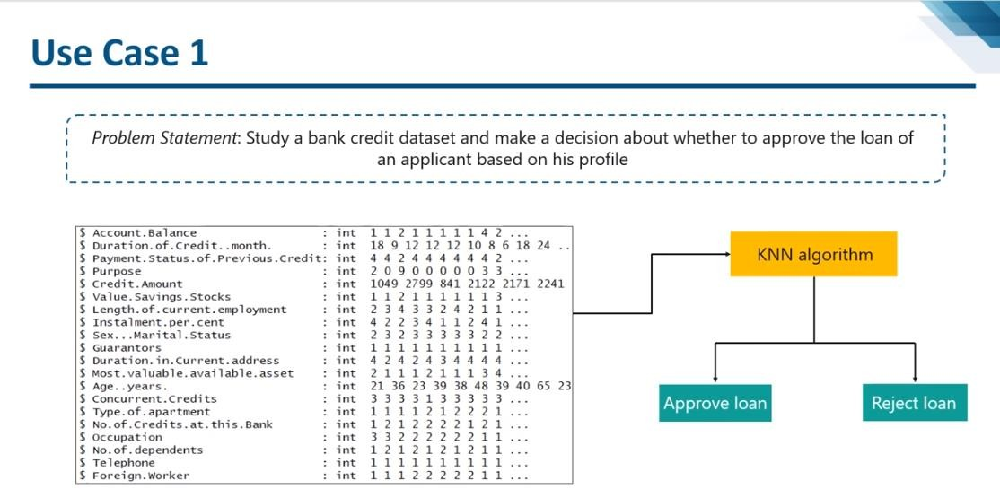 Use Case 1
Problem Statement: Study a bank credit dataset and make a decision about whether to approve the loan of
an applicant based on his profile
$ Account.Balance : int 1 1 2 1 1 1 1 1 4 2 ...
$ Duration.of.Credit..month. : int 18 9 12 12 12 10 8 6 18 24 ..
$ Payment.Status.of.Previous.Credit: int 4 4 2 4 4 4 4 4 4 2 ...
$ Purpose : int 2 0 9 0 0 0 0 0 3 3 ...
$ Credit.Amount : int 1049 2799 841 2122 2171 2241
$ Value.Savings.Stocks : int 1 1 2 1 1 1 1 1 1 3 ...
$ Length.of.current.employment : int 2 3 4 3 3 2 4 2 1 1 ...
$ Instalment.per.cent : int 4 2 2 3 4 1 1 2 4 1 ...
$ Sex...Marital.Status : int 2 3 2 3 3 3 3 3 2 2 ...
$ Guarantors : int 1 1 1 1 1 1 1 1 1 1 ...
$ Duration.in.Current.address : int 4 2 4 2 4 3 4 4 4 4 ...
$ Most.valuable.available.asset : int 2 1 1 1 2 1 1 1 3 4 ...
$ Age..years. : int 21 36 23 39 38 48 39 40 65 23
$ Concurrent.Credits : int 3 3 3 3 1 3 3 3 3 3 ...
$ Type.of.apartment : int 1 1 1 1 2 1 2 2 2 1 ...
$ No.of.Credits.at.this.Bank : int 1 2 1 2 2 2 2 1 2 1 ...
$ Occupation : int 3 3 2 2 2 2 2 2 1 1 ...
$ No.of.dependents : int 1 2 1 2 1 2 1 2 1 1 ...
$ Telephone : int 1 1 1 1 1 1 1 1 1 1 ...
$ Foreign.Worker : int 1 1 1 2 2 2 2 2 1 1 ...
KNN algorithm
Approve loan
Reject loan